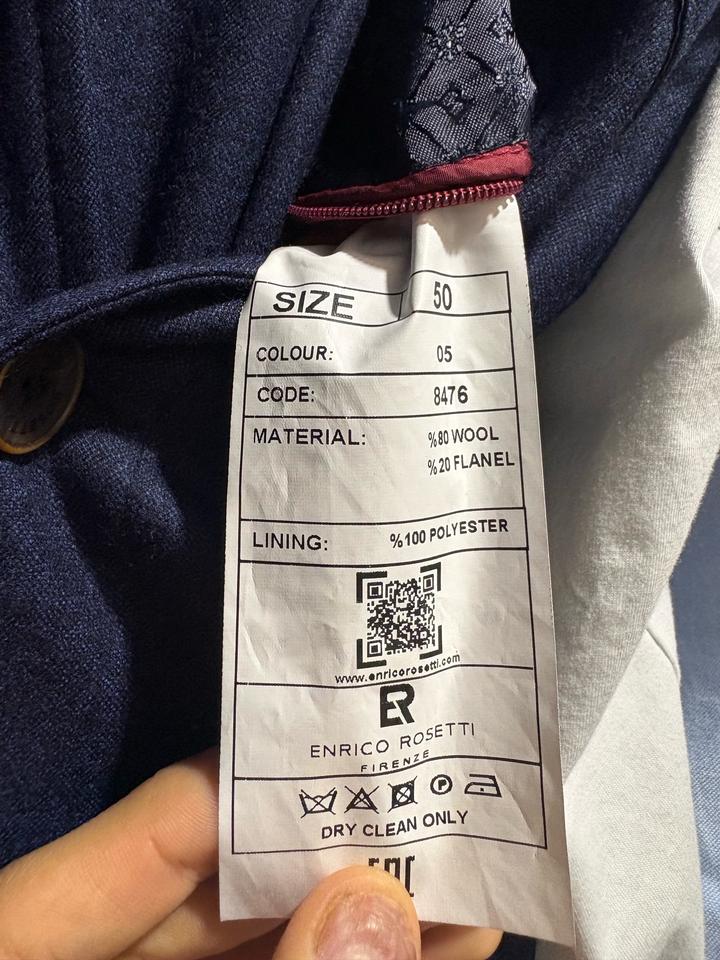 SIZE 50
COLOUR: 05
CODE: 8476
MATERIAL: %80 WOOL
%20 FLANEL
LINING: %100 POLYESTER
www.enricorosetti.com
ER
ENRICO ROSETTI
FIRENZE
P
DRY CLEAN ONLY